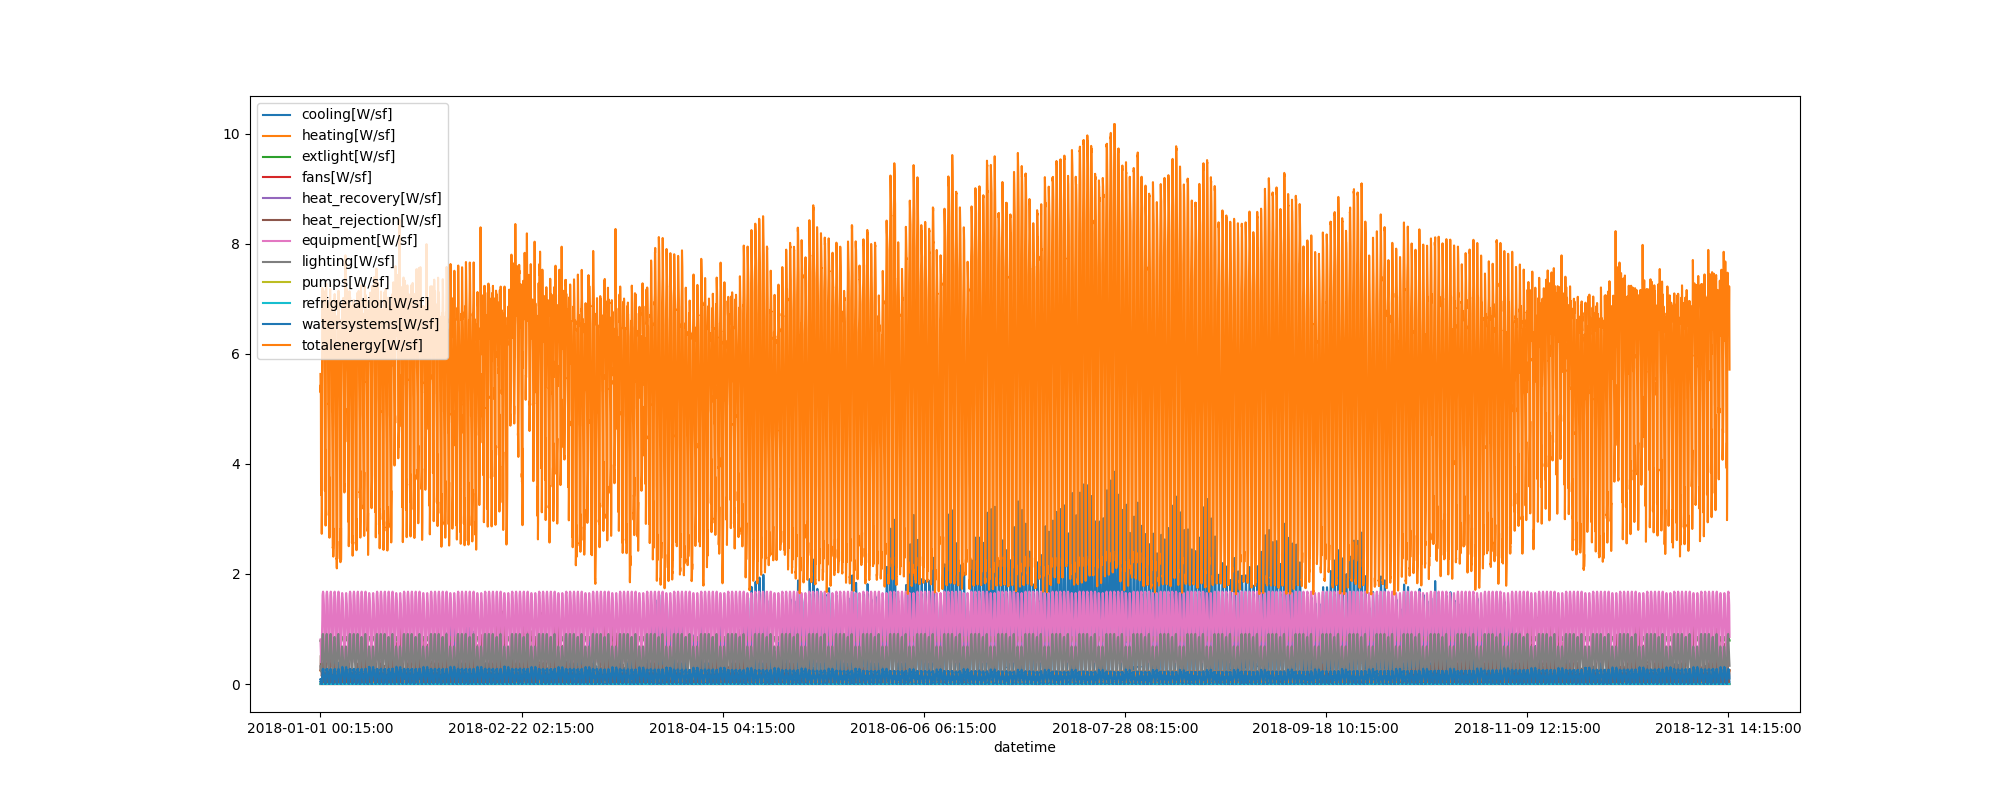 10
8
6
4
2
0
cooling[W/sf]
heating[W/sf]
extlight[W/sf]
fans[W/sf]
heat_recovery[W/sf]
heat_rejection[W/sf]
equipment[W/sf]
lighting[W/sf]
pumps[W/sf]
refrigeration[W/sf]
watersystems[W/sf]
totalenergy[W/sf]
2018-01-01 00:15:00
2018-02-22 02:15:00
2018-04-15 04:15:00
2018-06-06 06:15:00
2018-07-28 08:15:00
2018-09-18 10:15:00
2018-11-09 12:15:00
2018-12-31 14:15:00
datetime